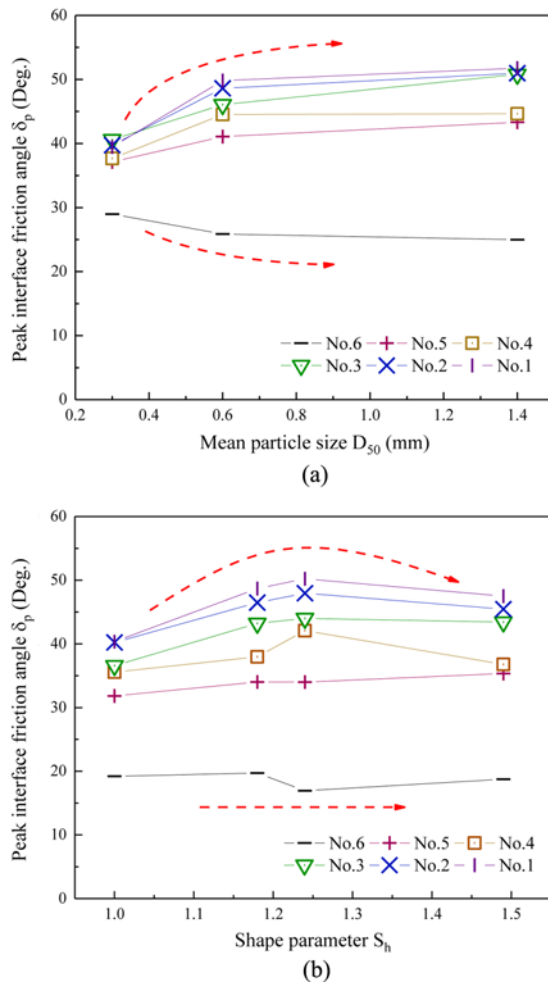 60
50
40
30
20
10
0
Peak interface friction angle δp (Deg.)
No.6 No.5 No.4
No.3 No.2 No.1
0.2 0.4 0.6 0.8 1.0 1.2 1.4
Mean particle size D50 (mm)
(a)
60
50
40
30
20
10
0
Peak interface friction angle δp (Deg.)
No.6 No.5 No.4
No.3 No.2 No.1
1.0 1.1 1.2 1.3 1.4 1.5
Shape parameter Sh
(b)